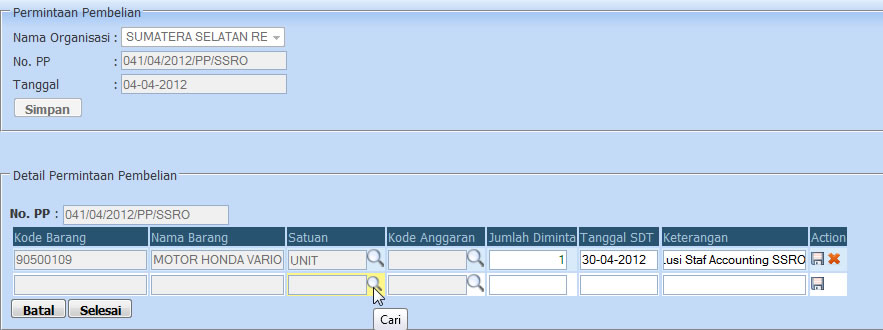 Permintaan Pembelian
Nama Organisasi : SUMATERA SELATAN RE
No. PP : 041/04/2012/PP/SSRO
Tanggal : 04-04-2012
Simpan
Detail Permintaan Pembelian
No. PP : 041/04/2012/PP/SSRO
Kode Barang Nama Barang Satuan Kode Anggaran Jumlah Diminta Tanggal SDT Keterangan Action
90500109 MOTOR HONDA VARIO UNIT 1 30-04-2012 usi Staf Accounting SSRO
Batal Selesai
Cari